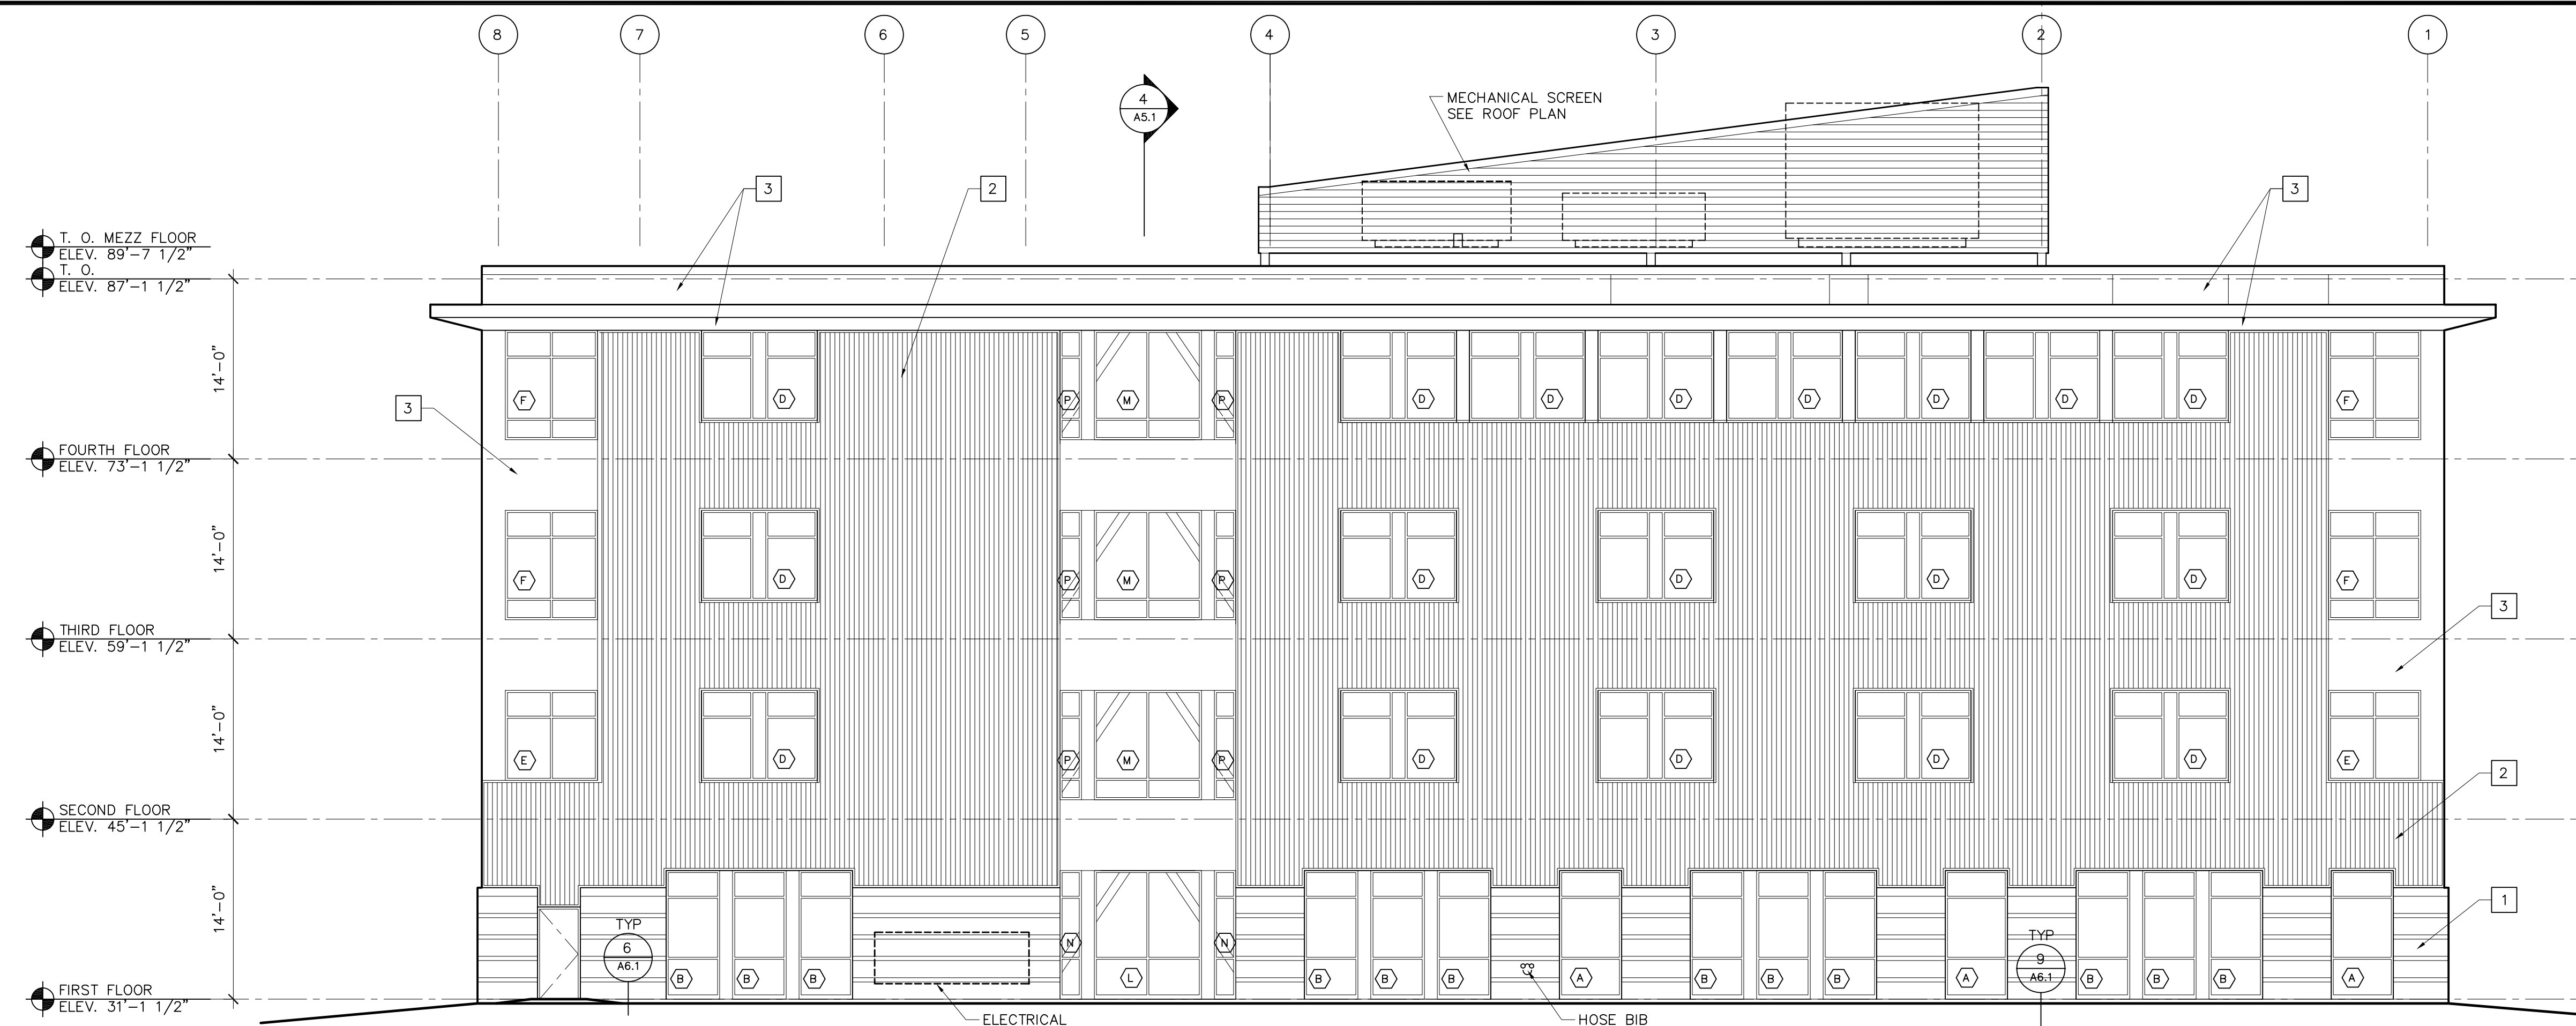 8 7 6 5 4 3 2 1
4
A5.1
MECHANICAL SCREEN
SEE ROOF PLAN
3 2 3
T. O. MEZZ FLOOR
ELEV. 89'-7 1/2"
T. O.
ELEV. 87'-1 1/2"
14'-0"
F D P M P D D D D D D D F
3
FOURTH FLOOR
ELEV. 73'-1 1/2"
14'-0"
F D P M P D D D D F
3
THIRD FLOOR
ELEV. 59'-1 1/2"
14'-0"
E D P M P D D D D E
2
SECOND FLOOR
ELEV. 45'-1 1/2"
14'-0"
1
TYP
6
A6.1
N N
TYP
9
A6.1
B B B L B B B A B B B A B B B A
FIRST FLOOR
ELEV. 31'-1 1/2"
ELECTRICAL
HOSE BIB